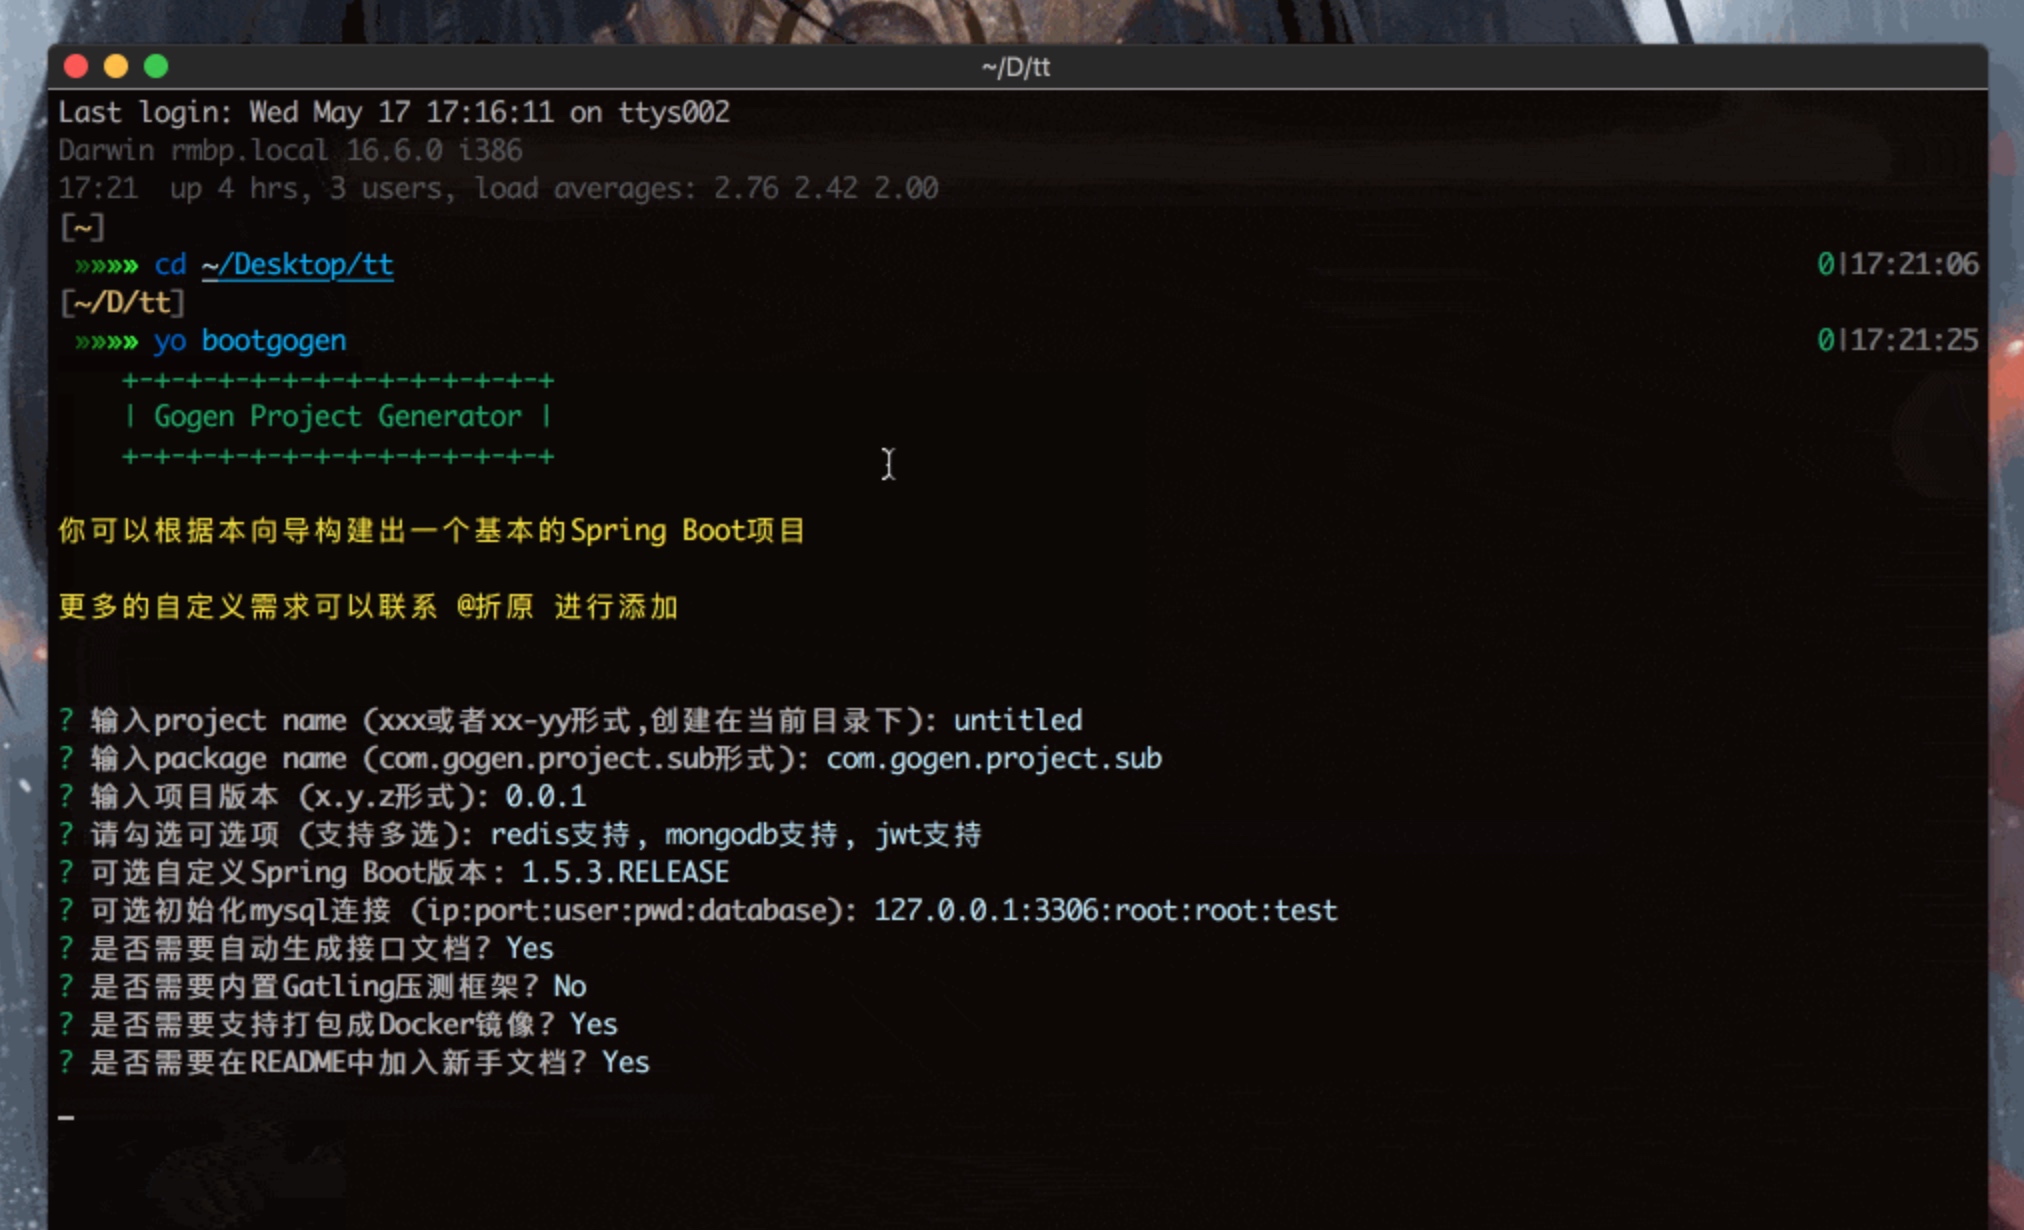 ~/D/tt
Last login: Wed May 17 17:16:11 on ttys002
Darwin rmbp.local 16.6.0 i386
17:21  up 4 hrs, 3 users, load averages: 2.76 2.42 2.00
[~]
»»»» cd ~/Desktop/tt 0|17:21:06
[~/D/tt]
»»»» yo bootgogen 0|17:21:25
+-+-+-+-+-+-+-+-+-+-+-+-+-+
| Gogen Project Generator |
+-+-+-+-+-+-+-+-+-+-+-+-+-+
你可以根据本向导构建出一个基本的Spring Boot项目
更多的自定义需求可以联系 @折原 进行添加
? 输入project name (xxx或者xx-yy形式,创建在当前目录下): untitled
? 输入package name (com.gogen.project.sub形式): com.gogen.project.sub
? 输入项目版本 (x.y.z形式): 0.0.1
? 请勾选可选项 (支持多选): redis支持, mongodb支持, jwt支持
? 可选自定义Spring Boot版本: 1.5.3.RELEASE
? 可选初始化mysql连接 (ip:port:user:pwd:database): 127.0.0.1:3306:root:root:test
? 是否需要自动生成接口文档? Yes
? 是否需要内置Gatling压测框架? No
? 是否需要支持打包成Docker镜像? Yes
? 是否需要在README中加入新手文档? Yes